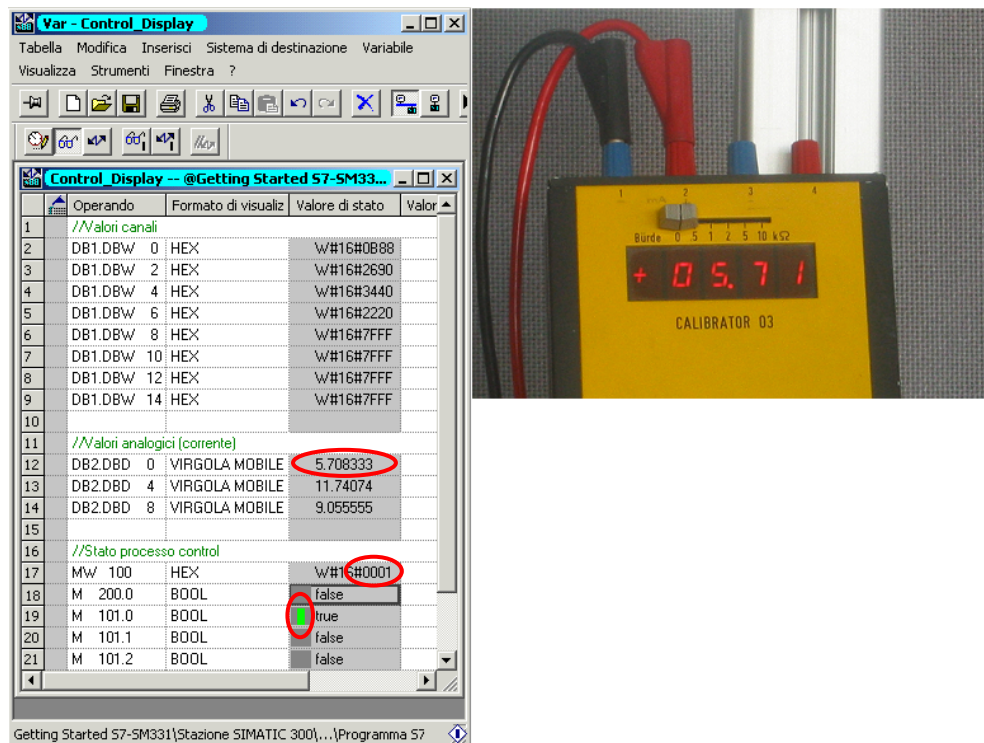 Var - Control_Display
Tabella Modifica Inserisci Sistema di destinazione Variabile
Visualizza Strumenti Finestra ?
Control_Display -- @Getting Started S7-SM33...
Operando Formato di visualiz Valore di stato Valor
1 //Valori canali
2 DB1.DBW 0 HEX W#16#0B88
3 DB1.DBW 2 HEX W#16#2690
4 DB1.DBW 4 HEX W#16#3440
5 DB1.DBW 6 HEX W#16#2220
6 DB1.DBW 8 HEX W#16#7FFF
7 DB1.DBW 10 HEX W#16#7FFF
8 DB1.DBW 12 HEX W#16#7FFF
9 DB1.DBW 14 HEX W#16#7FFF
10
11 //Valori analogici (corrente)
12 DB2.DBD 0 VIRGOLA MOBILE 5.708333
13 DB2.DBD 4 VIRGOLA MOBILE 11.74074
14 DB2.DBD 8 VIRGOLA MOBILE 9.055555
15
16 //Stato processo control
17 MW 100 HEX W#16#0001
18 M 200.0 BOOL false
19 M 101.0 BOOL true
20 M 101.1 BOOL false
21 M 101.2 BOOL false
Getting Started S7-SM331\Stazione SIMATIC 300\...\Programma S7
1 2 3 4
Bürde 0 .5 1 2 5 10 kΩ
+ 05.71
CALIBRATOR 03